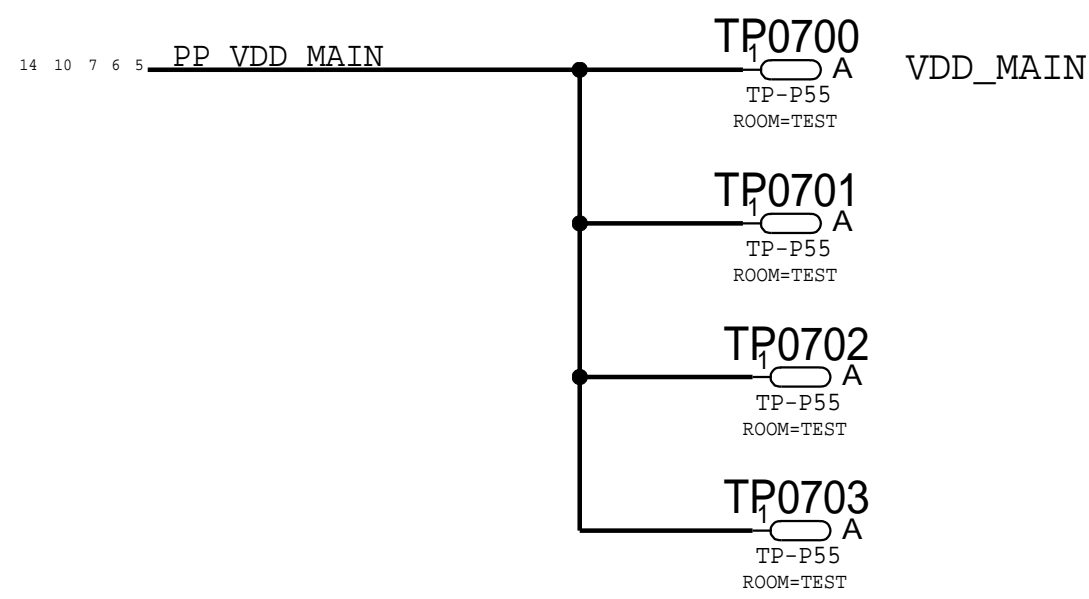 TP0700
14 10 7 6 5 PP VDD MAIN 1 A VDD_MAIN
TP-P55
ROOM=TEST
TP0701
1 A
TP-P55
ROOM=TEST
TP0702
1 A
TP-P55
ROOM=TEST
TP0703
1 A
TP-P55
ROOM=TEST